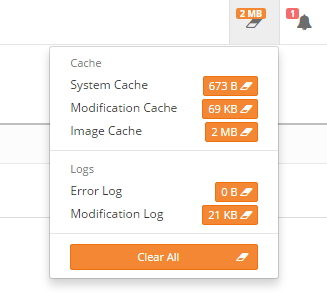 2 MB
1
Cache
System Cache 673 B
Modification Cache 69 KB
Image Cache 2 MB
Logs
Error Log 0 B
Modification Log 21 KB
Clear All